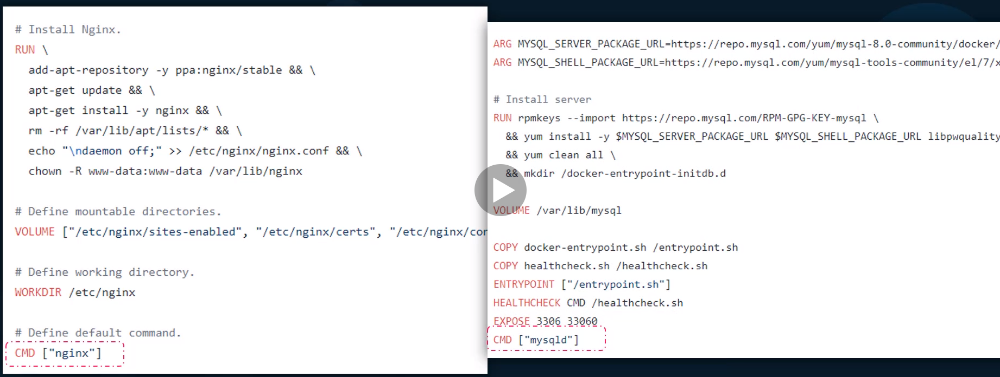 # Install Nginx.
RUN \
add-apt-repository -y ppa:nginx/stable && \
apt-get update && \
apt-get install -y nginx && \
rm -rf /var/lib/apt/lists/* && \
echo "\ndaemon off;" >> /etc/nginx/nginx.conf && \
chown -R www-data:www-data /var/lib/nginx
# Define mountable directories.
VOLUME ["/etc/nginx/sites-enabled", "/etc/nginx/certs", "/etc/nginx/cor
# Define working directory.
WORKDIR /etc/nginx
# Define default command.
CMD ["nginx"]
ARG MYSQL_SERVER_PACKAGE_URL=https://repo.mysql.com/yum/mysql-8.0-community/docker/
ARG MYSQL_SHELL_PACKAGE_URL=https://repo.mysql.com/yum/mysql-tools-community/el/7/x
# Install server
RUN rpmkeys --import https://repo.mysql.com/RPM-GPG-KEY-mysql \
&& yum install -y $MYSQL_SERVER_PACKAGE_URL $MYSQL_SHELL_PACKAGE_URL libpwquality
&& yum clean all \
&& mkdir /docker-entrypoint-initdb.d
VOLUME /var/lib/mysql
COPY docker-entrypoint.sh /entrypoint.sh
COPY healthcheck.sh /healthcheck.sh
ENTRYPOINT ["/entrypoint.sh"]
HEALTHCHECK CMD /healthcheck.sh
EXPOSE 3306 33060
CMD ["mysqld"]